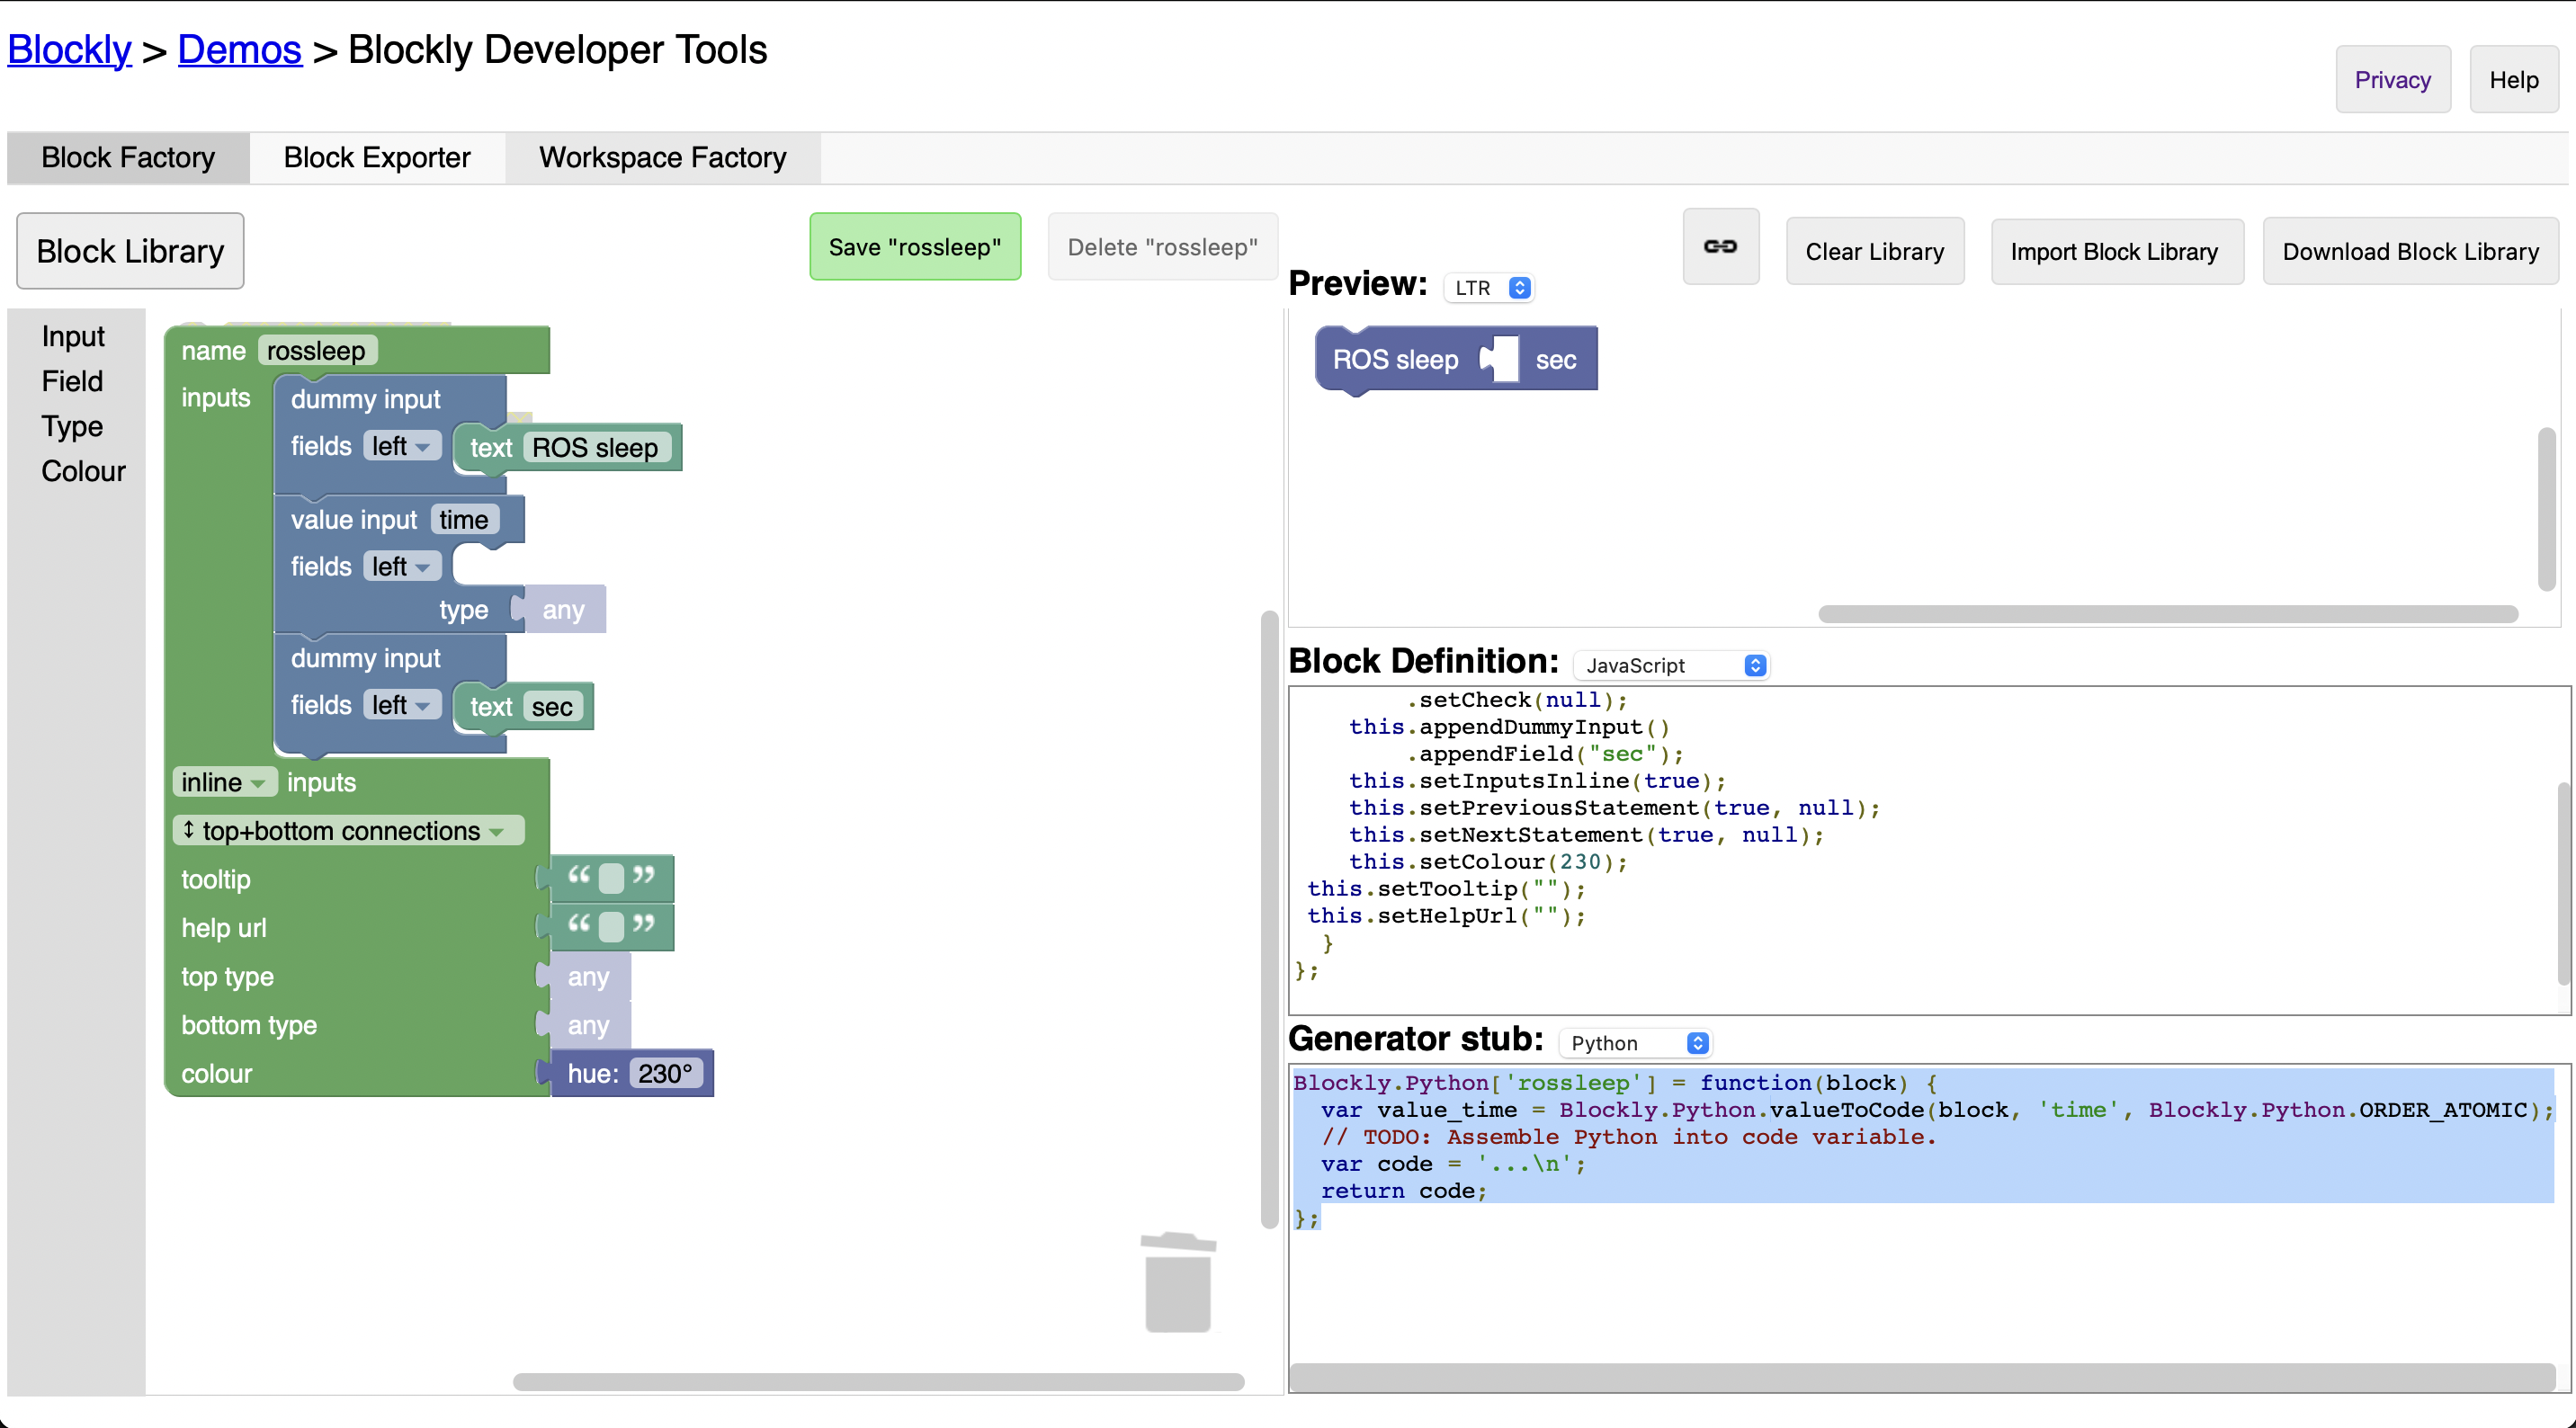 Blockly > Demos > Blockly Developer Tools
Privacy
Help
Block Factory
Block Exporter
Workspace Factory
Block Library
Save "rossleep"
Delete "rossleep"
Clear Library
Import Block Library
Download Block Library
Input
Field
Type
Colour
name rossleep
inputs
dummy input
fields left text ROS sleep
value input time
fields left
type any
dummy input
fields left text sec
inline inputs
↕ top+bottom connections
tooltip “ ”
help url “ ”
top type any
bottom type any
colour hue: 230°
Preview: LTR
ROS sleep sec
Block Definition: JavaScript
        .setCheck(null);
    this.appendDummyInput()
        .appendField("sec");
    this.setInputsInline(true);
    this.setPreviousStatement(true, null);
    this.setNextStatement(true, null);
    this.setColour(230);
 this.setTooltip("");
 this.setHelpUrl("");
  }
};
Generator stub: Python
Blockly.Python['rossleep'] = function(block) {
  var value_time = Blockly.Python.valueToCode(block, 'time', Blockly.Python.ORDER_ATOMIC);
  // TODO: Assemble Python into code variable.
  var code = '...\n';
  return code;
};